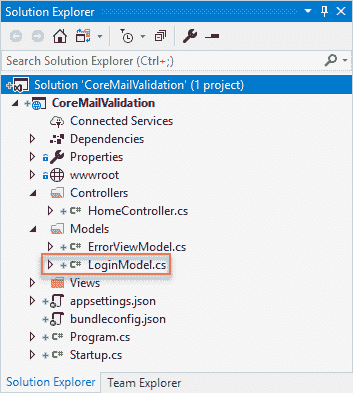 Solution Explorer
Search Solution Explorer (Ctrl+;)
Solution 'CoreMailValidation' (1 project)
CoreMailValidation
Connected Services
Dependencies
Properties
wwwroot
Controllers
C# HomeController.cs
Models
C# ErrorViewModel.cs
C# LoginModel.cs
Views
appsettings.json
bundleconfig.json
C# Program.cs
C# Startup.cs
Solution Explorer Team Explorer